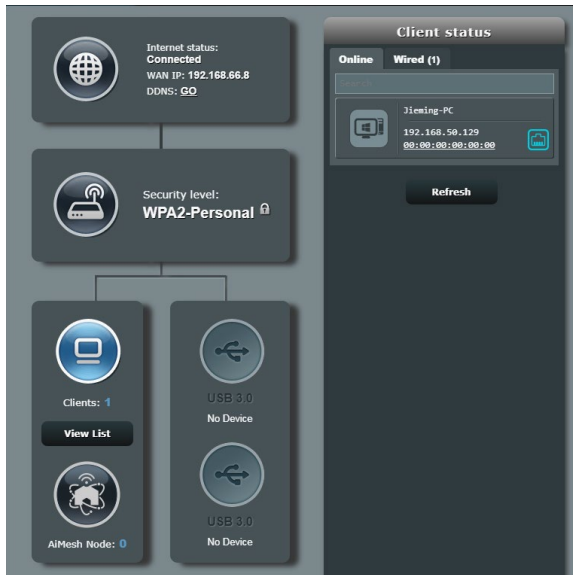 Internet status:
Connected
WAN IP: 192.168.66.8
DDNS: GO
Security level:
WPA2-Personal
Clients: 1
View List
AiMesh Node: 0
USB 3.0
No Device
USB 3.0
No Device
Client status
Online
Wired (1)
Search
Jieming-PC
192.168.50.129
00:00:00:00:00:00
Refresh